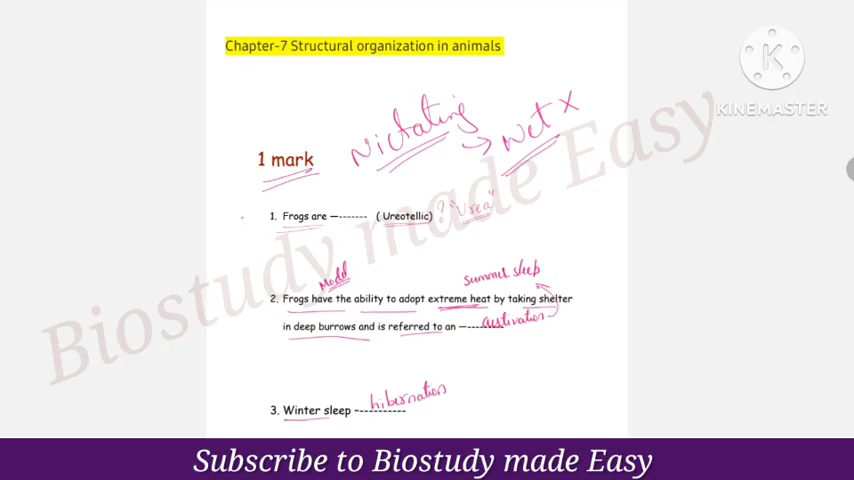 Chapter-7 Structural organization in animals
KINEMASTER
Nictating → Not X
1 mark
1. Frogs are —------- ( Ureotellic) ? "Urea"
Model
summer sleep
2. Frogs have the ability to adopt extreme heat by taking shelter
in deep burrows and is referred to an —--------- aestivation
3. Winter sleep ----------- hibernation
Biostudy made Easy
Subscribe to Biostudy made Easy